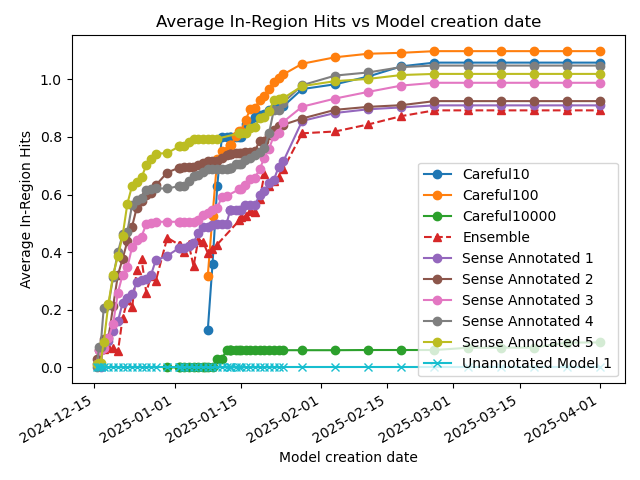 Average In-Region Hits vs Model creation date
Average In-Region Hits
1.0
0.8
0.6
0.4
0.2
0.0
Careful10
Careful100
Careful10000
Ensemble
Sense Annotated 1
Sense Annotated 2
Sense Annotated 3
Sense Annotated 4
Sense Annotated 5
Unannotated Model 1
2024-12-15
2025-01-01
2025-01-15
2025-02-01
2025-02-15
2025-03-01
2025-03-15
2025-04-01
Model creation date